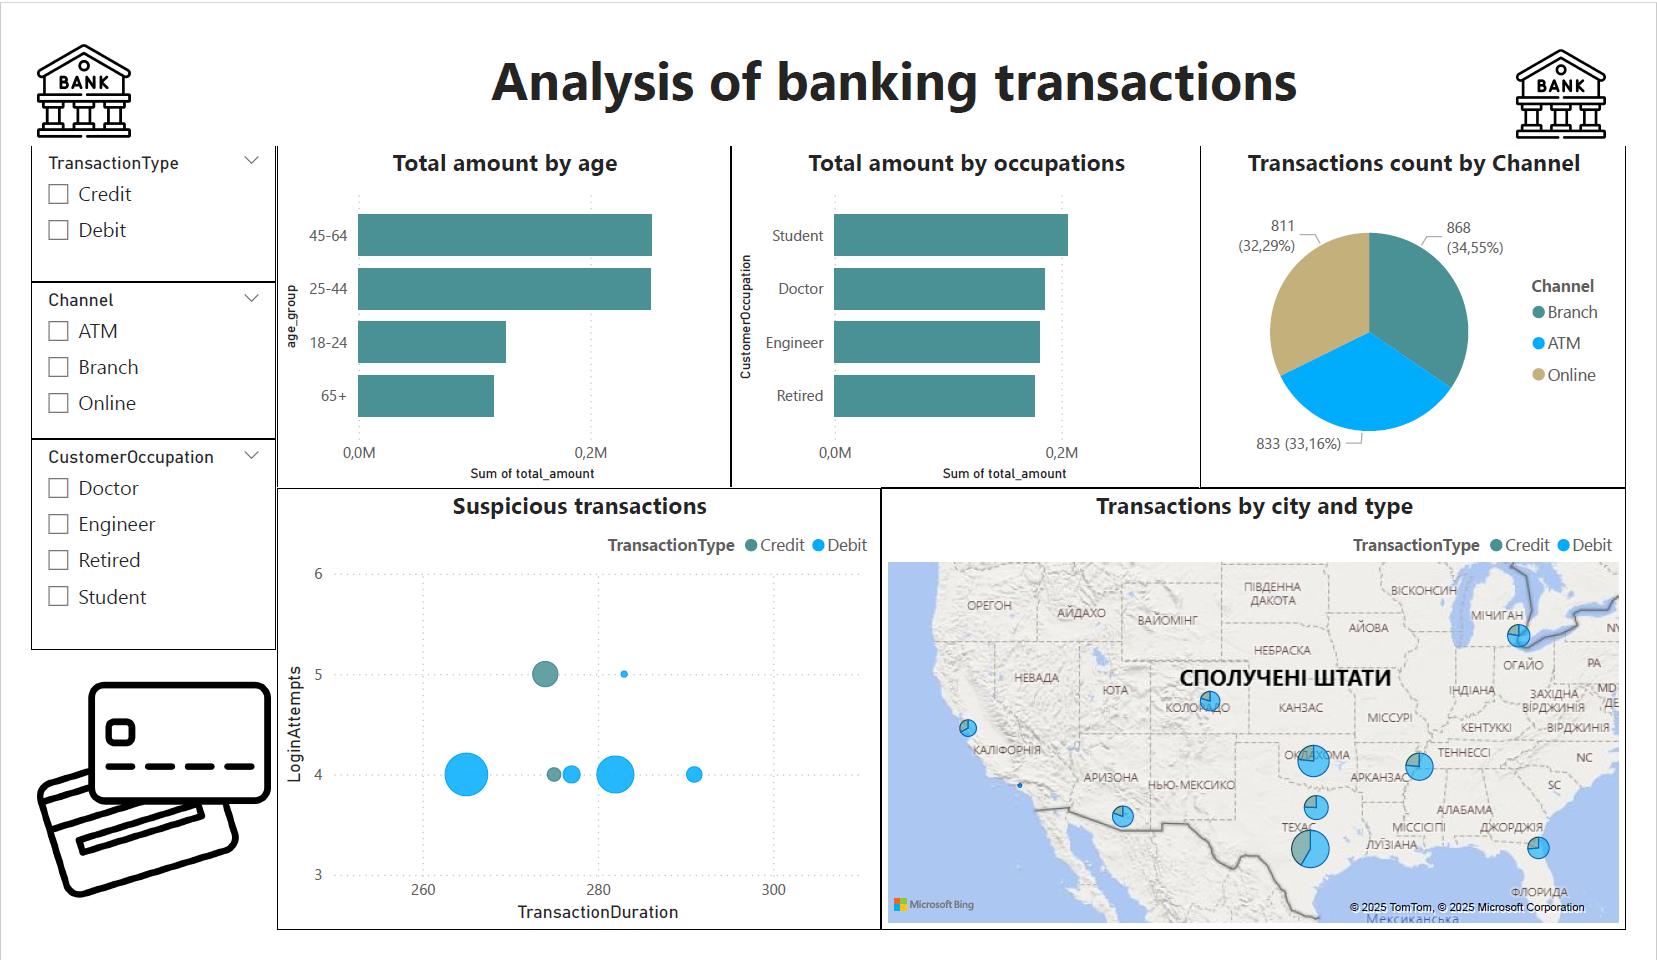 BANK
Analysis of banking transactions
BANK
TransactionType
Credit
Debit
Channel
ATM
Branch
Online
CustomerOccupation
Doctor
Engineer
Retired
Student
Total amount by age
age_group
45-64
25-44
18-24
65+
0,0M
0,2M
Sum of total_amount
Total amount by occupations
CustomerOccupation
Student
Doctor
Engineer
Retired
0,0M
0,2M
Sum of total_amount
Transactions count by Channel
811
(32,29%)
868
(34,55%)
833 (33,16%)
Channel
Branch
ATM
Online
Suspicious transactions
TransactionType Credit Debit
LoginAttempts
6
5
4
3
260
280
300
TransactionDuration
Transactions by city and type
TransactionType Credit Debit
ОРЕГОН
АЙДАХО
ВАЙОМІНГ
ПІВДЕННА
ДАКОТА
ВІСКОНСИН
МІЧИГАН
NY
АЙОВА
НЕБРАСКА
ОГАЙО
PA
НЕВАДА
ЮТА
СПОЛУЧЕНІ ШТАТИ
КОЛОРАДО
КАНЗАС
МІССУРІ
ІНДІАНА
ЗАХІДНА
ВІРДЖИНІЯ
MD
ДЕ
КЕНТУККІ
ВІРДЖИНІЯ
КАЛІФОРНІЯ
АРИЗОНА
НЬЮ-МЕКСИКО
ОКЛАХОМА
АРКАНЗАС
ТЕННЕССІ
NC
SC
АЛАБАМА
ТЕХАС
МІССІСІПІ
ДЖОРДЖІЯ
ЛУЇЗІАНА
ФЛОРИДА
Microsoft Bing
© 2025 TomTom, © 2025 Microsoft Corporation
Мексиканська